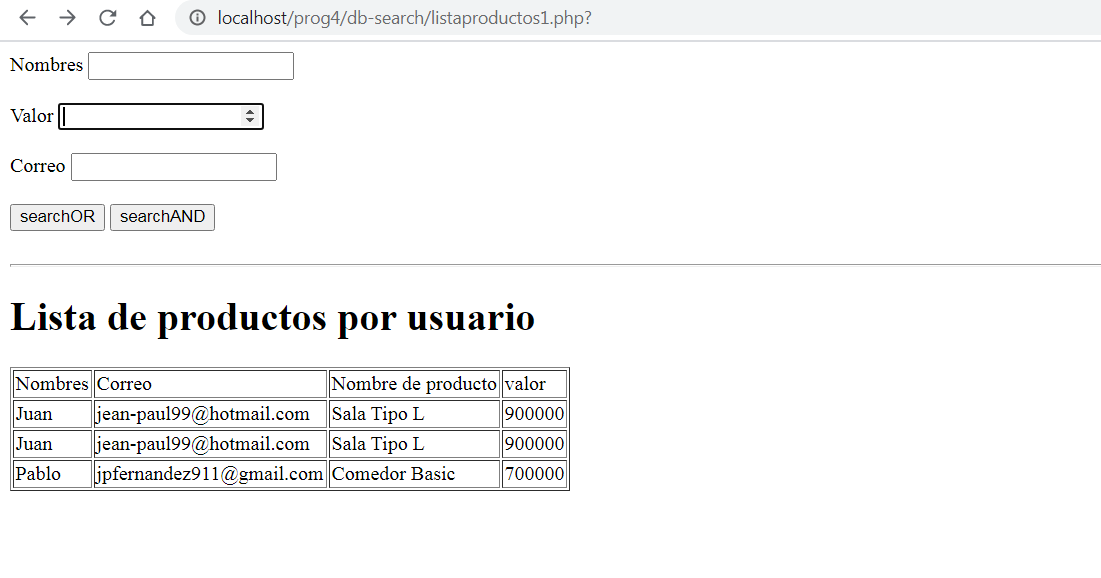 localhost/prog4/db-search/listaproductos1.php?
Nombres
Valor
Correo
searchOR searchAND
Lista de productos por usuario
Nombres Correo Nombre de producto valor
Juan jean-paul99@hotmail.com Sala Tipo L 900000
Juan jean-paul99@hotmail.com Sala Tipo L 900000
Pablo jpfernandez911@gmail.com Comedor Basic 700000